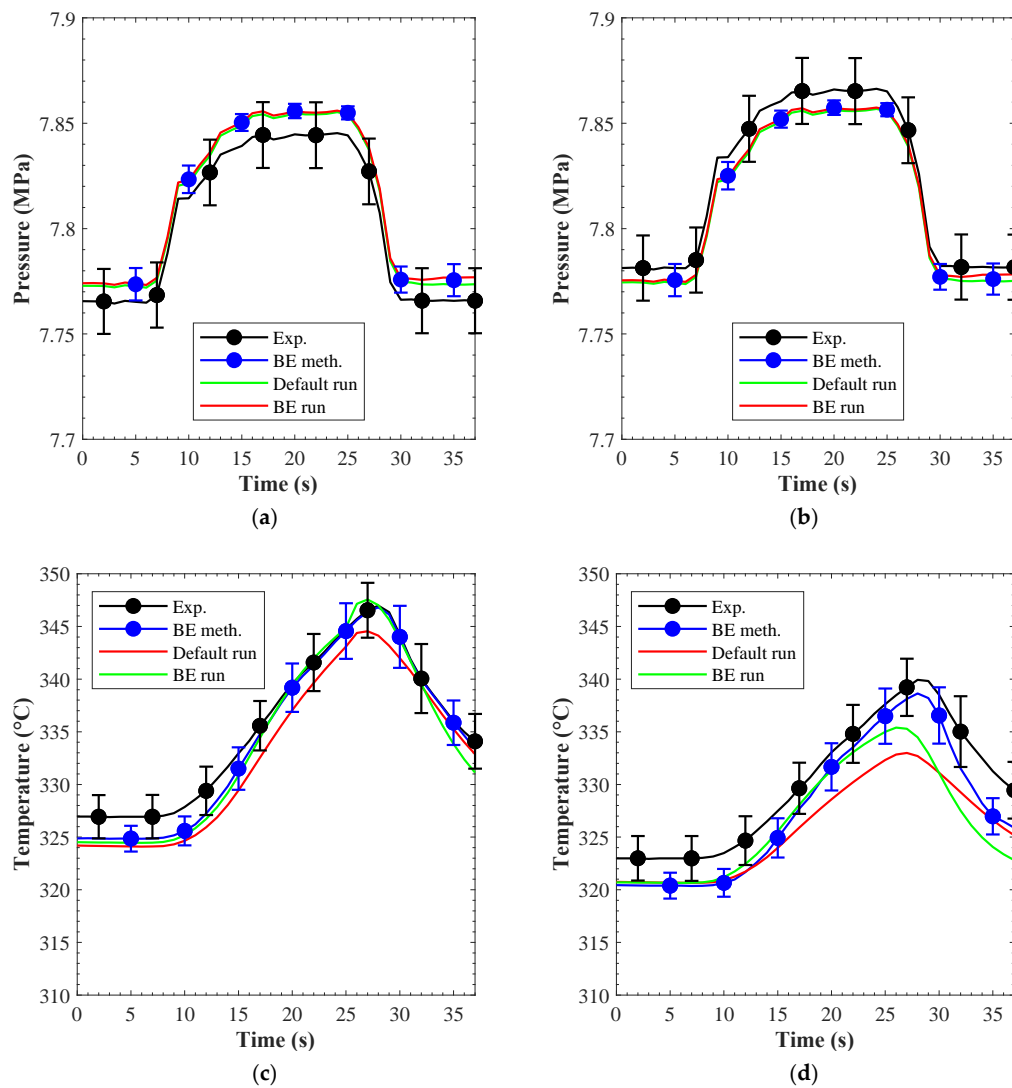 7.9
7.85
7.8
7.75
7.7
Pressure (MPa)
Exp.
BE meth.
Default run
BE run
0 5 10 15 20 25 30 35
Time (s)
(a)
7.9
7.85
7.8
7.75
7.7
Pressure (MPa)
Exp.
BE meth.
Default run
BE run
0 5 10 15 20 25 30 35
Time (s)
(b)
350
345
340
335
330
325
320
315
310
Temperature (°C)
Exp.
BE meth.
Default run
BE run
0 5 10 15 20 25 30 35
Time (s)
(c)
350
345
340
335
330
325
320
315
310
Temperature (°C)
Exp.
BE meth.
Default run
BE run
0 5 10 15 20 25 30 35
Time (s)
(d)